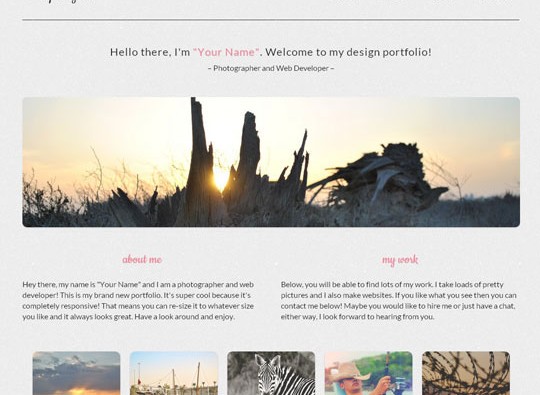 Hello there, I'm "Your Name". Welcome to my design portfolio!
~ Photographer and Web Developer ~
about me
Hey there, my name is "Your Name" and I am a photographer and web
developer! This is my brand new portfolio. It's super cool because it's
completely responsive! That means you can re-size it to whatever size
you like and it always looks great. Have a look around and enjoy.
my work
Below, you will be able to find lots of my work. I take loads of pretty
pictures and I also make websites. If you like what you see then you can
contact me below! Maybe you would like to hire me or just have a chat,
either way, I look forward to hearing from you.